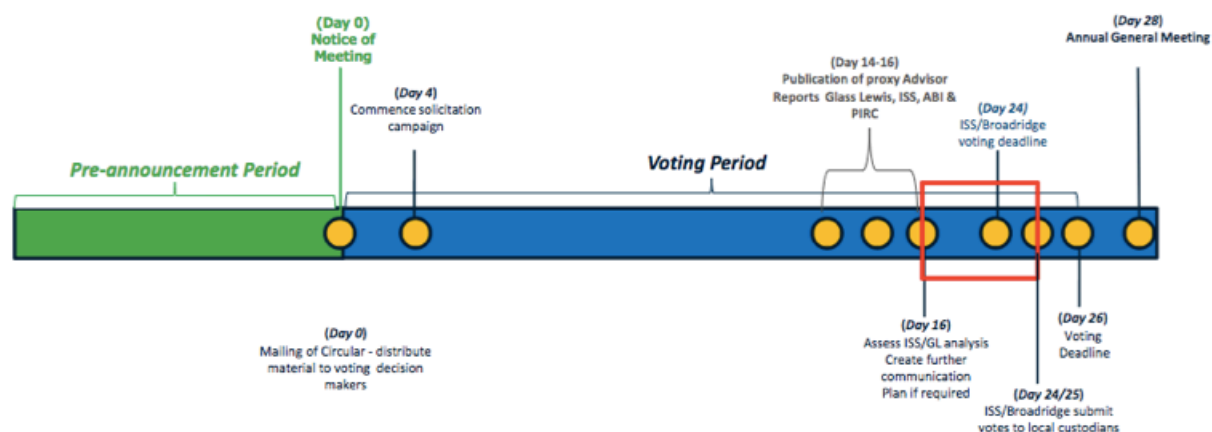 (Day 0)
Notice of
Meeting
(Day 28)
Annual General Meeting
(Day 14-16)
Publication of proxy Advisor
Reports Glass Lewis, ISS, ABI &
PIRC
(Day 4)
Commence solicitation
campaign
(Day 24)
ISS/Broadridge
voting deadline
Pre-announcement Period
Voting Period
(Day 0)
Mailing of Circular - distribute
material to voting decision
makers
(Day 16)
Assess ISS/GL analysis
Create further
communication
Plan if required
(Day 26)
Voting
Deadline
(Day 24/25)
ISS/Broadridge submit
votes to local custodians